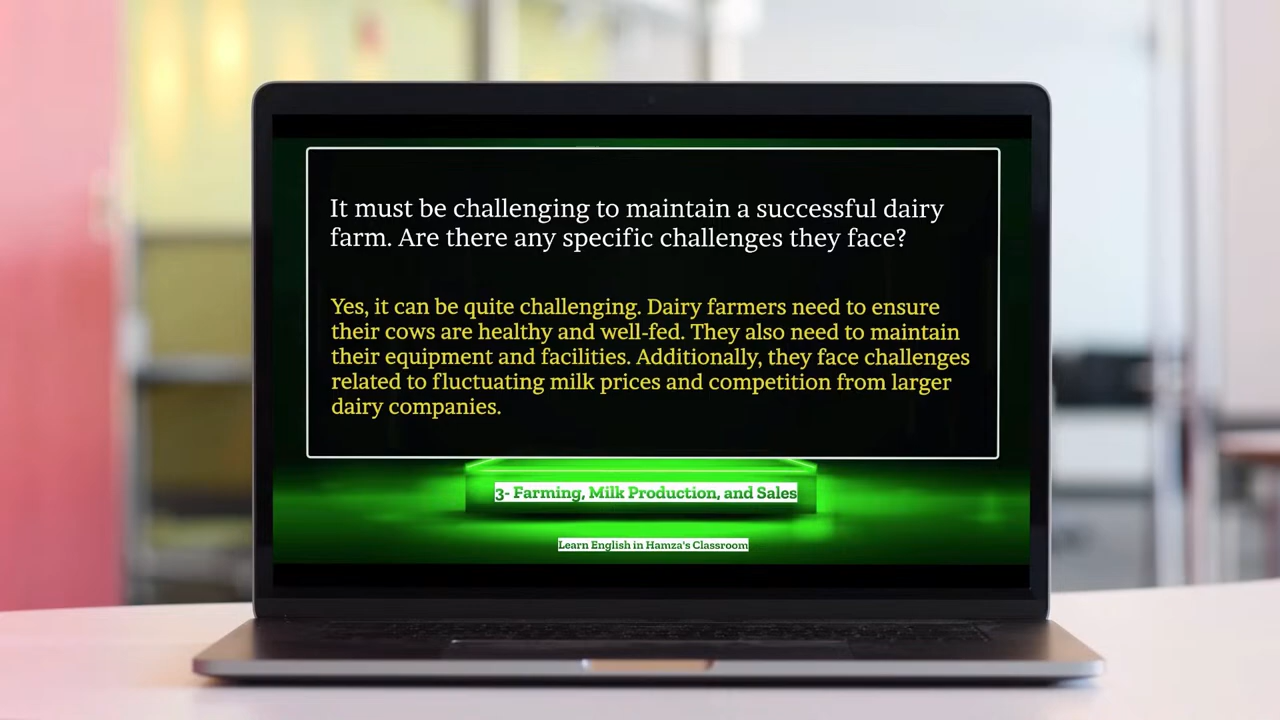 It must be challenging to maintain a successful dairy
farm. Are there any specific challenges they face?
Yes, it can be quite challenging. Dairy farmers need to ensure
their cows are healthy and well-fed. They also need to maintain
their equipment and facilities. Additionally, they face challenges
related to fluctuating milk prices and competition from larger
dairy companies.
3- Farming, Milk Production, and Sales
Learn English in Hamza's Classroom